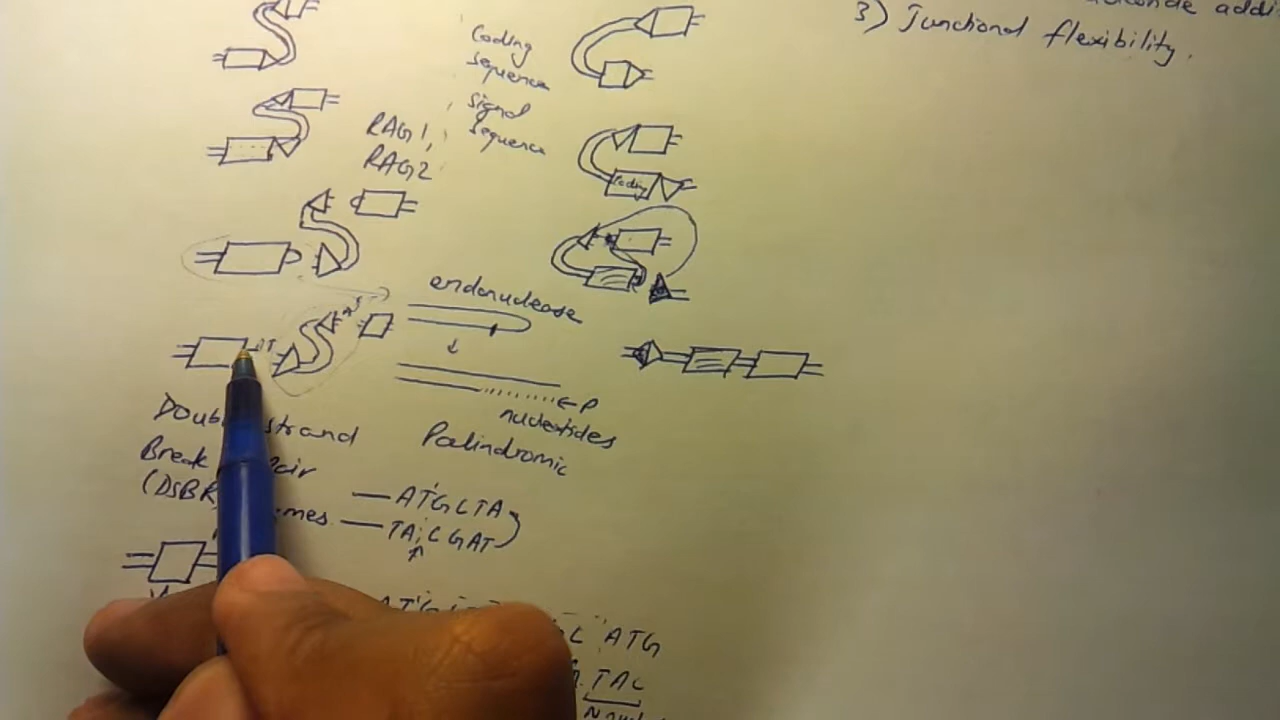 3) Junctional flexibility.
Coding
sequence
Signal
sequence
RAG1,
RAG2
Coding
endonuclease
P
nucleotides
Palindromic
Strand
Break
(DSBR)
ATGCTA
TACGAT
ATG
ATG
TAC